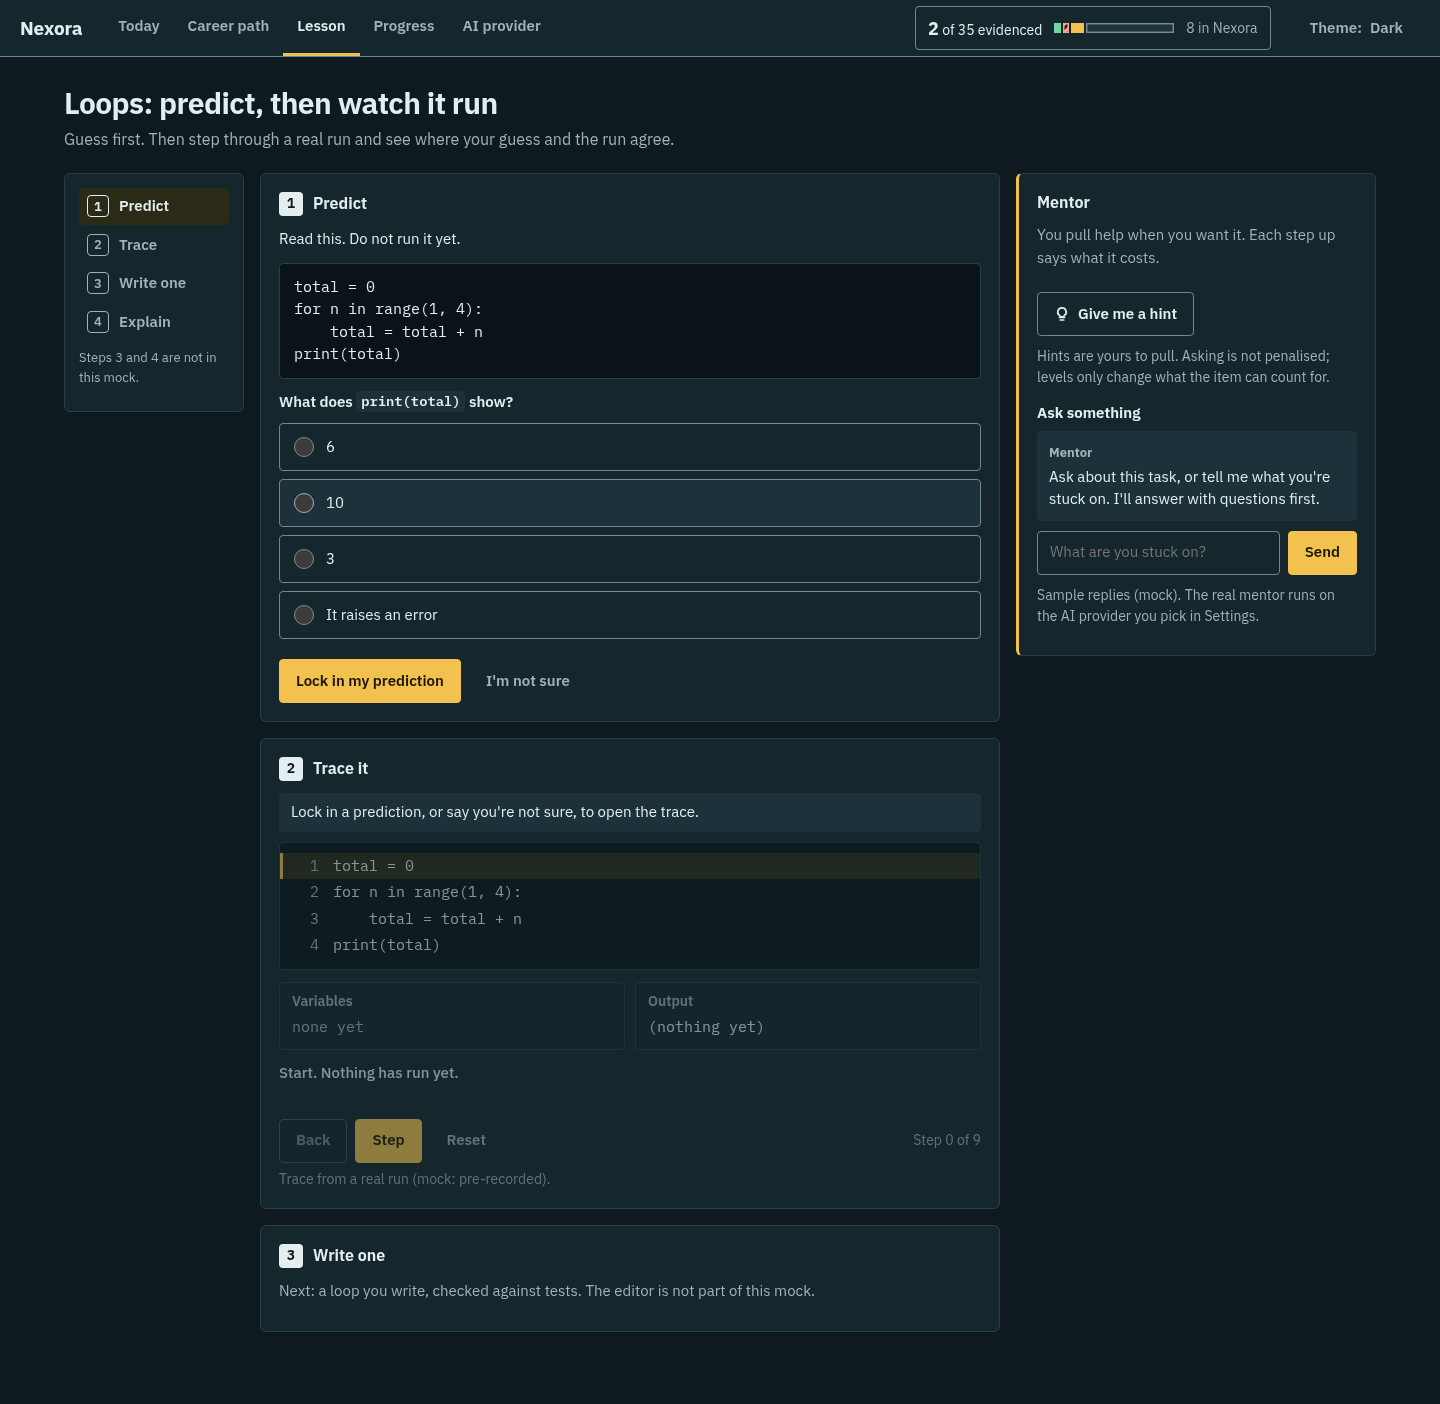 Nexora
Today
Career path
Lesson
Progress
AI provider
2 of 35 evidenced
8 in Nexora
Theme: Dark
Loops: predict, then watch it run
Guess first. Then step through a real run and see where your guess and the run agree.
1 Predict
2 Trace
3 Write one
4 Explain
Steps 3 and 4 are not in
this mock.
1 Predict
Read this. Do not run it yet.
total = 0
for n in range(1, 4):
    total = total + n
print(total)
What does print(total) show?
6
10
3
It raises an error
Lock in my prediction
I'm not sure
2 Trace it
Lock in a prediction, or say you're not sure, to open the trace.
1 total = 0
2 for n in range(1, 4):
3     total = total + n
4 print(total)
Variables
none yet
Output
(nothing yet)
Start. Nothing has run yet.
Back
Step
Reset
Step 0 of 9
Trace from a real run (mock: pre-recorded).
3 Write one
Next: a loop you write, checked against tests. The editor is not part of this mock.
Mentor
You pull help when you want it. Each step up
says what it costs.
Give me a hint
Hints are yours to pull. Asking is not penalised;
levels only change what the item can count for.
Ask something
Mentor
Ask about this task, or tell me what you're
stuck on. I'll answer with questions first.
What are you stuck on?
Send
Sample replies (mock). The real mentor runs on
the AI provider you pick in Settings.